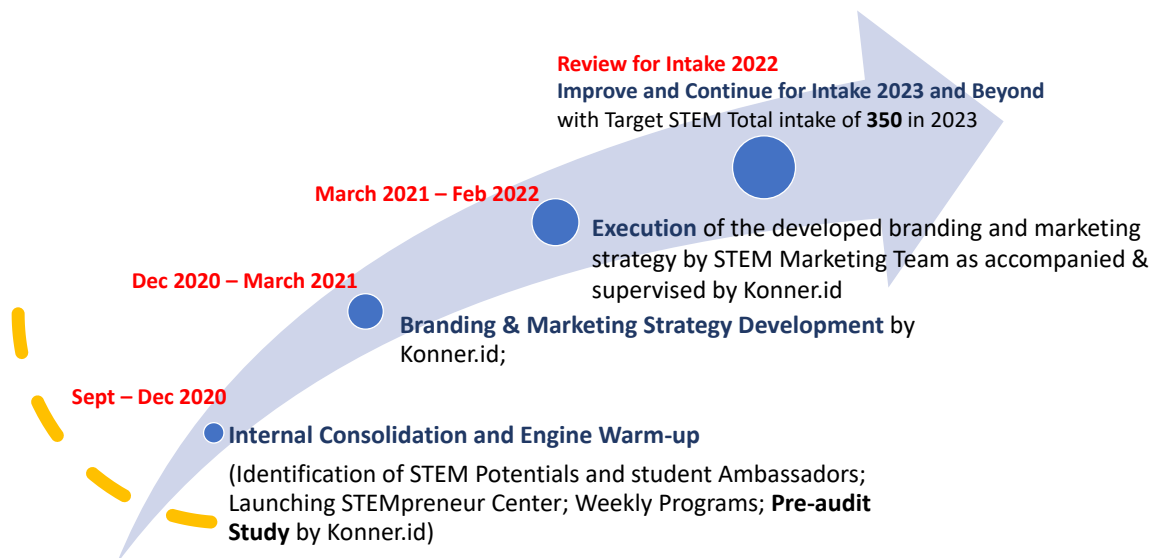 Review for Intake 2022
Improve and Continue for Intake 2023 and Beyond
with Target STEM Total intake of 350 in 2023
March 2021 – Feb 2022
Execution of the developed branding and marketing
strategy by STEM Marketing Team as accompanied &
supervised by Konner.id
Dec 2020 – March 2021
Branding & Marketing Strategy Development by
Konner.id;
Sept – Dec 2020
Internal Consolidation and Engine Warm-up
(Identification of STEM Potentials and student Ambassadors;
Launching STEMpreneur Center; Weekly Programs; Pre-audit
Study by Konner.id)